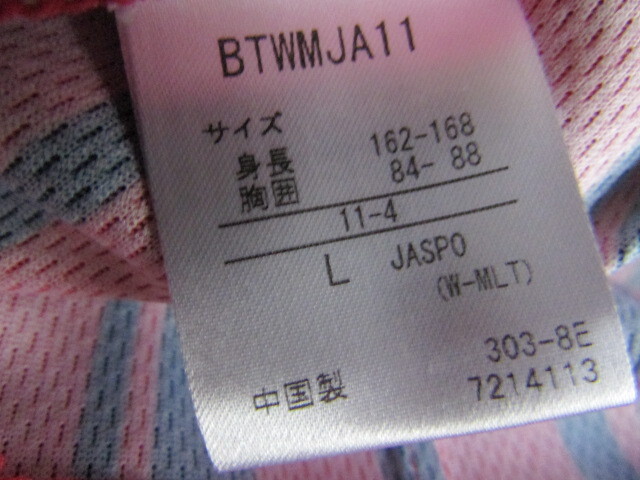 BTWMJA11
サイズ
身長 162-168
胸囲 84- 88
11-4
L JASPO
(W-MLT)
303-8E
中国製 7214113